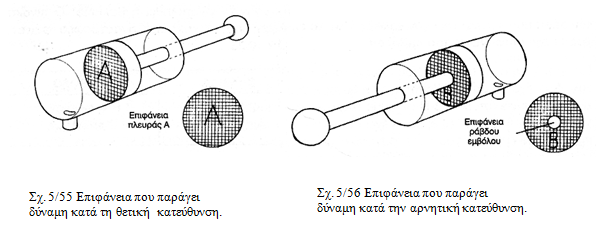 A
Επιφάνεια
πλευράς Α
A
B
Επιφάνεια
ράβδου
εμβόλου
B
Σχ. 5/55 Επιφάνεια που παράγει
δύναμη κατά τη θετική κατεύθυνση.
Σχ. 5/56 Επιφάνεια που παράγει
δύναμη κατά την αρνητική κατεύθυνση.